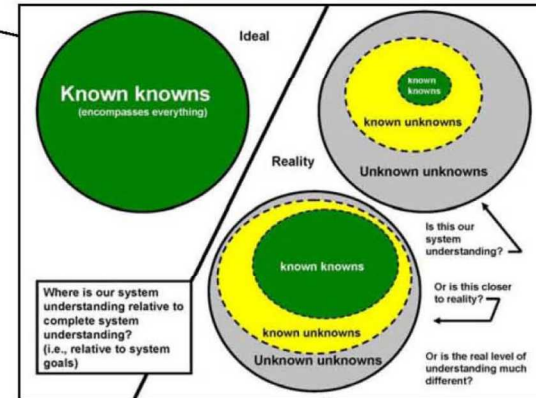 Ideal
Known knowns
(encompasses everything)
known
knowns
known unknowns
Unknown unknowns
Reality
Is this our
system
understanding?
known knowns
known unknowns
Unknown unknowns
Or is this closer
to reality?
Or is the real level of
understanding much
different?
Where is our system
understanding relative to
complete system
understanding?
(i.e., relative to system
goals)